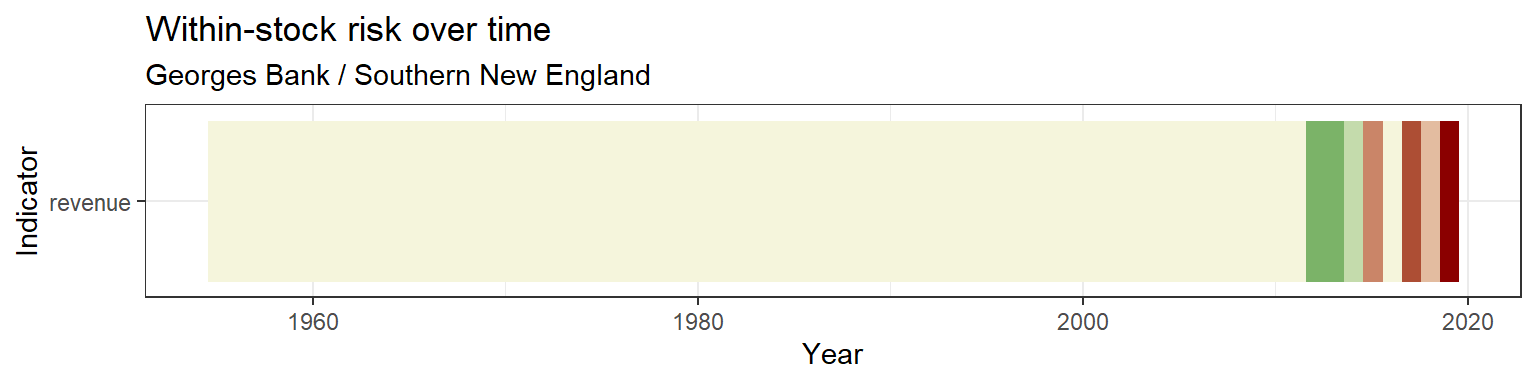 Within-stock risk over time
Georges Bank / Southern New England
Indicator
revenue
1960 1980 2000 2020
Year